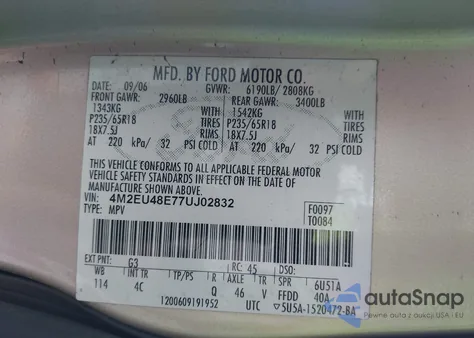 MFD. BY FORD MOTOR CO.
DATE: 09/06 GVWR: 6190LB/ 2808KG
FRONT GAWR: 2960LB REAR GAWR: 3400LB
1343KG WITH 1542KG WITH
P235/65R18 TIRES P235/65R18 TIRES
18X7.5J RIMS 18X7.5J RIMS
AT 220 kPa/ 32 PSI COLD AT 220 kPa/ 32 PSI COLD
THIS VEHICLE CONFORMS TO ALL APPLICABLE FEDERAL MOTOR
VEHICLE SAFETY STANDARDS IN EFFECT ON THE DATE OF
MANUFACTURE SHOWN ABOVE.
VIN: 4M2EU48E77UJ02832
TYPE: MPV
F0097
T0084
EXT PNT: G3 RC: 45 DSO: 6U51A
WB INT TR TP/PS R AXLE TR SPR
114 4C Q 46 V FFDD 40A
1200609191952 UTC 5U5A-1520472-BA
autoSnap
Auctions | USA / EU